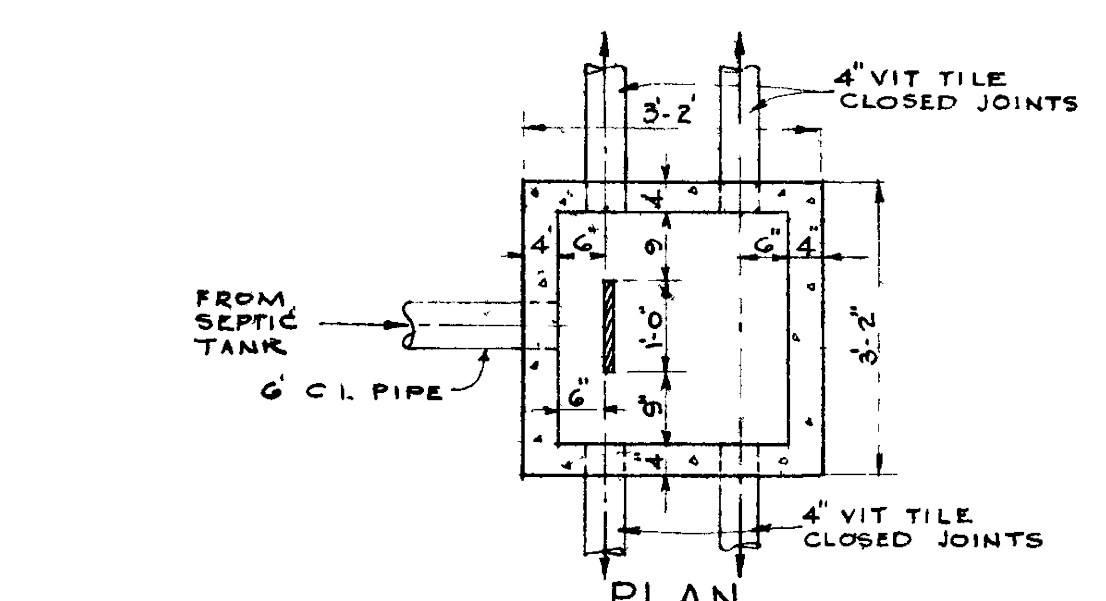 4" VIT TILE
CLOSED JOINTS
3'-2'
4
4'
6"
9
6"
4"
FROM
SEPTIC
TANK
1'-0"
3'-2"
6' C I. PIPE
6"
9"
4"
4" VIT TILE
CLOSED JOINTS
PLAN